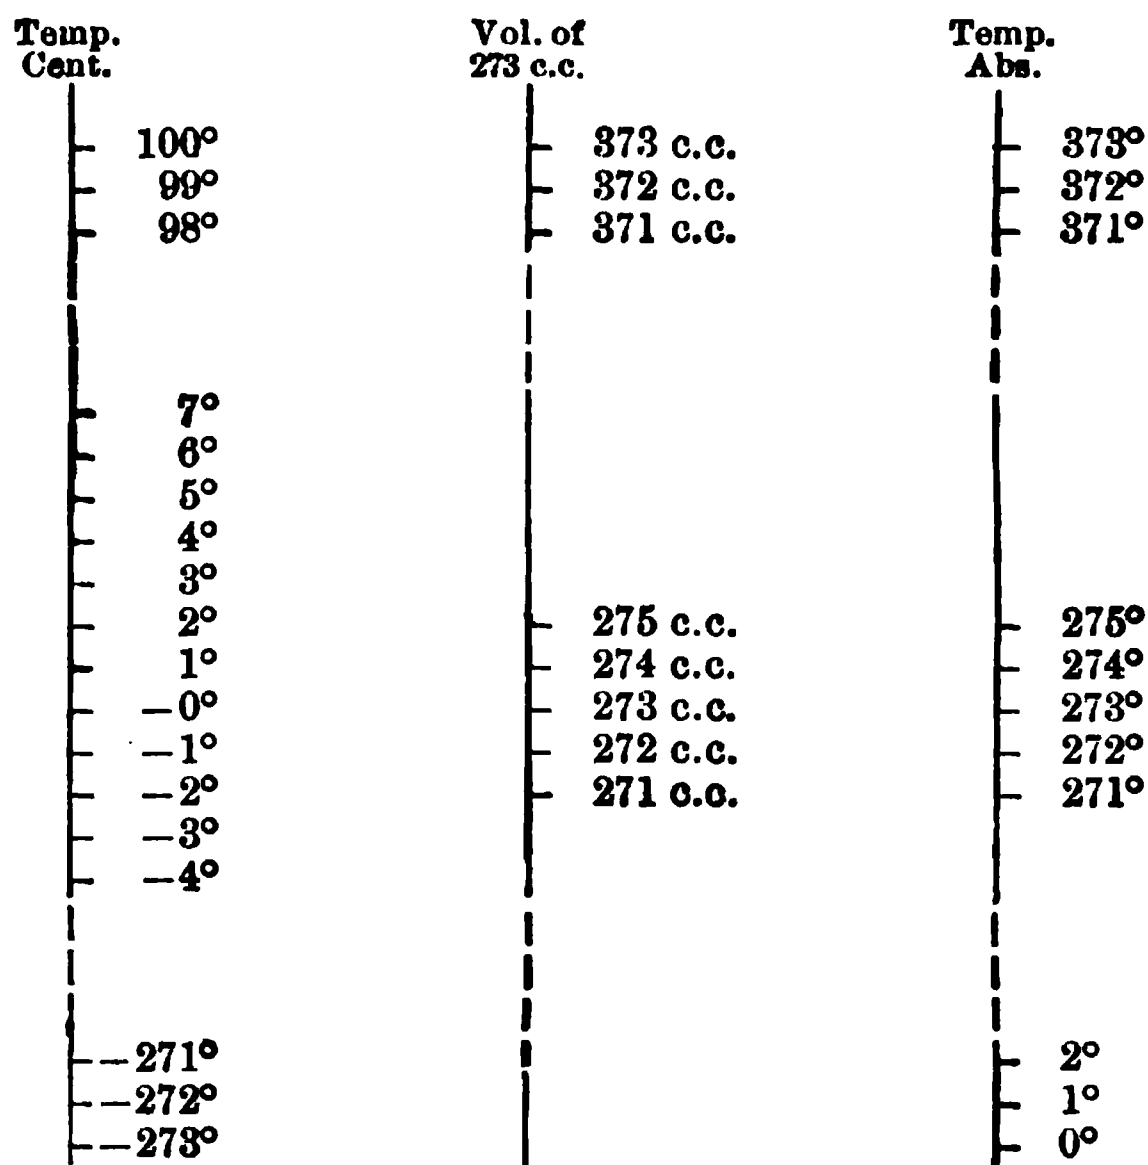 Temp. Vol. of Temp.
Cent. 273 c.c. Abs.
100° 373 c.c. 373°
99° 372 c.c. 372°
98° 371 c.c. 371°
7°
6°
5°
4°
3°
2° 275 c.c. 275°
1° 274 c.c. 274°
—0° 273 c.c. 273°
—1° 272 c.c. 272°
—2° 271 c.c. 271°
—3°
—4°
—271° 2°
—272° 1°
—273° 0°